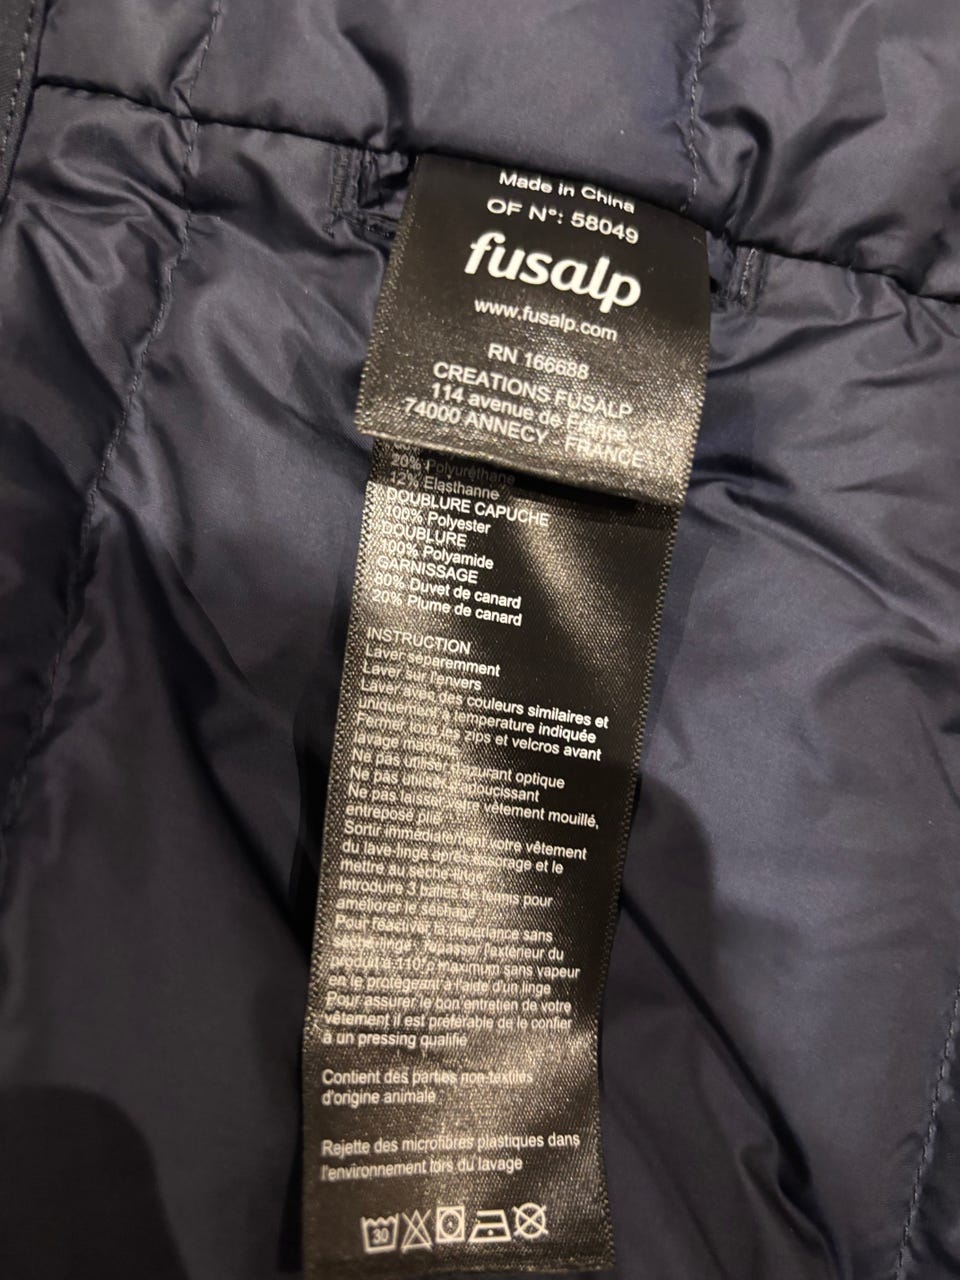 Made in China
OF N°: 58049
fusalp
www.fusalp.com
RN 166688
CREATIONS FUSALP
114 avenue de France
74000 ANNECY - FRANCE
20% Polyuréthane
12% Elasthanne
DOUBLURE CAPUCHE
100% Polyester
DOUBLURE
100% Polyamide
GARNISSAGE
80% Duvet de canard
20% Plume de canard
INSTRUCTION
Laver séparemment
Laver sur l'envers
Laver avec des couleurs similaires et
uniquement à température indiquée
Fermer tous les zips et velcros avant
lavage machine
Ne pas utiliser d'azurant optique
Ne pas utiliser d'adoucissant
Ne pas laisser votre vêtement mouillé,
entreposé plié
Sortir immédiatement votre vêtement
du lave-linge après essorage et le
mettre au sèche-linge
Introduire 3 balles de tennis pour
améliorer le séchage
Pour réactiver la déperlance sans
sèche-linge : repasser l'extérieur du
produit à 110°c maximum sans vapeur
en le protégeant à l'aide d'un linge
Pour assurer le bon entretien de votre
vêtement il est préférable de le confier
à un pressing qualifié
Contient des parties non-textiles
d'origine animale
Rejette des microfibres plastiques dans
l'environnement lors du lavage
30